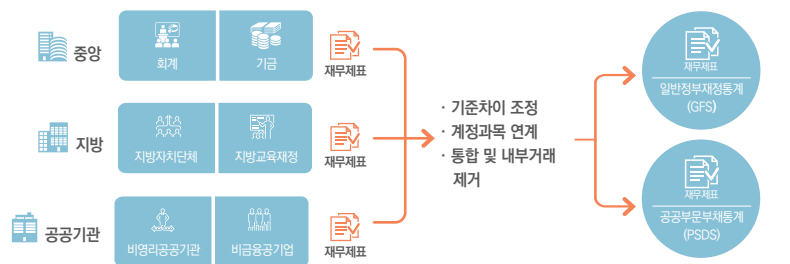 중앙
회계
기금
재무제표
지방
지방자치단체
지방교육재정
재무제표
공공기관
비영리공공기관
비금융공기업
재무제표
· 기준차이 조정
· 계정과목 연계
· 통합 및 내부거래
제거
재무제표
일반정부재정통계
(GFS)
재무제표
공공부문부채통계
(PSDS)